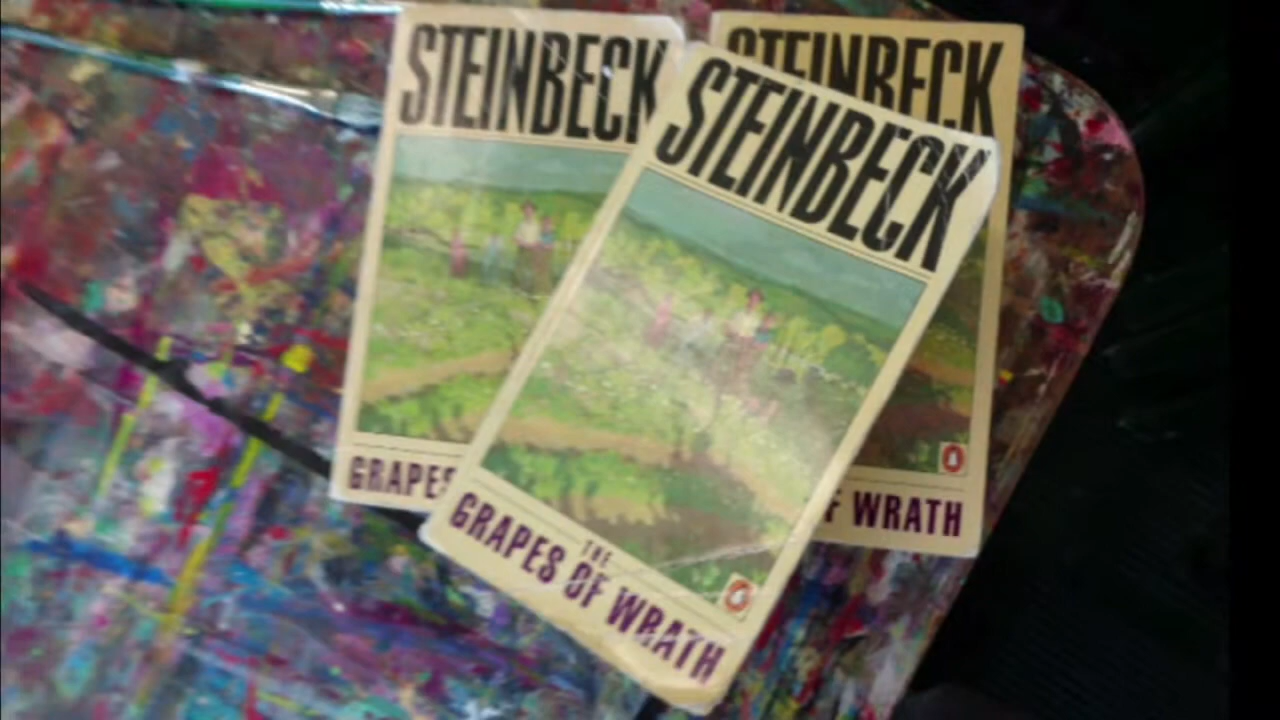 STEINBECK
GRAPES
STEINBECK
THE
GRAPES OF WRATH
STEINBECK
F WRATH